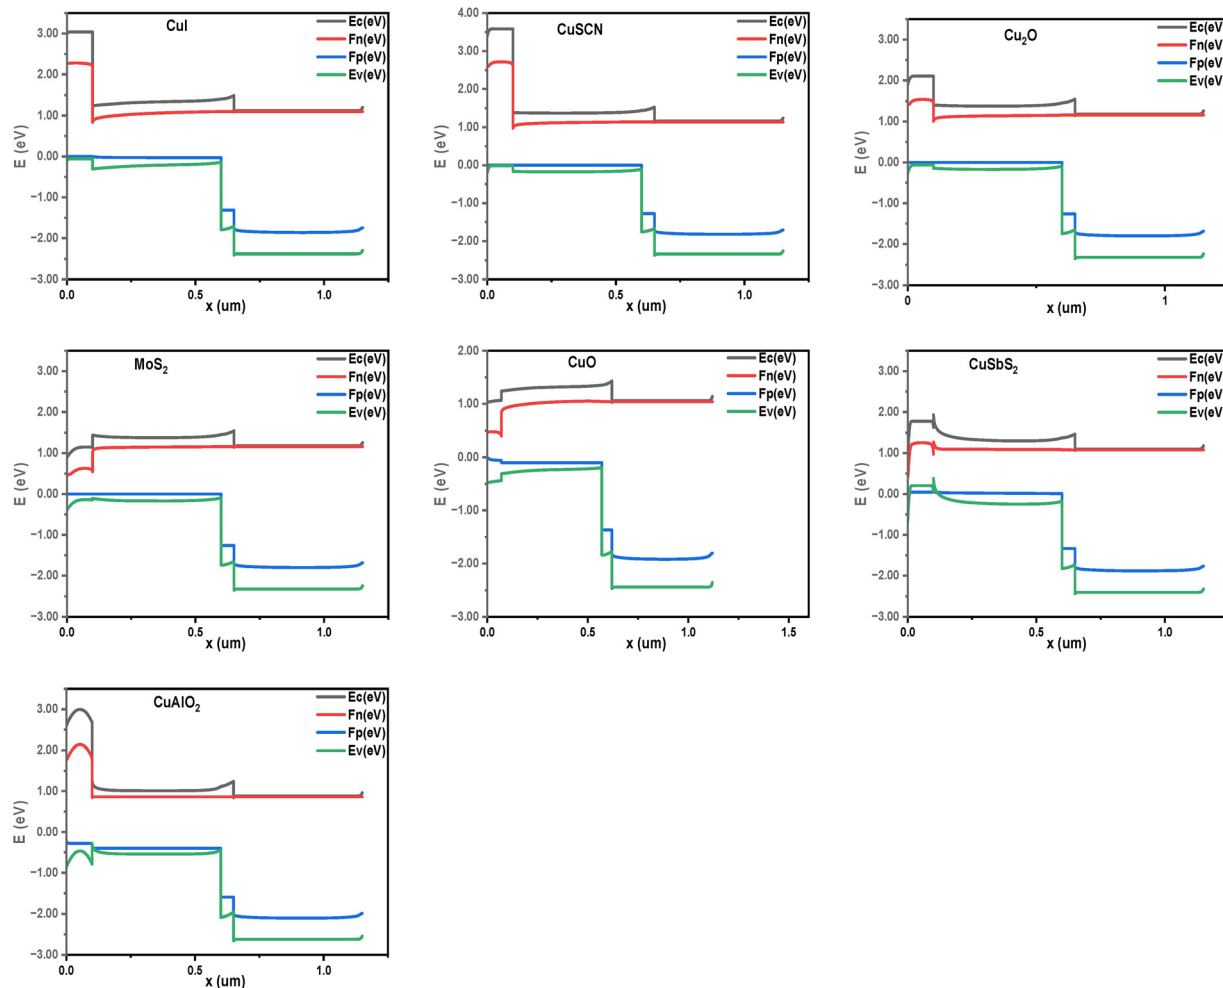 CuI
Ec(eV)
Fn(eV)
Fp(eV)
Ev(eV)
3.00
2.00
1.00
0.00
−1.00
−2.00
−3.00
E (eV)
0.0
0.5
1.0
x (um)
CuSCN
Ec(eV)
Fn(eV)
Fp(eV)
Ev(eV)
4.00
3.00
2.00
1.00
0.00
−1.00
−2.00
−3.00
E (eV)
0.0
0.5
1.0
x (um)
Cu₂O
Ec(eV
Fn(eV
Fp(eV
Ev(eV
3.00
2.00
1.00
0.00
−1.00
−2.00
−3.00
E (eV)
0
1
x (um)
MoS₂
Ec(eV)
Fn(eV)
Fp(eV)
Ev(eV)
3.00
2.00
1.00
0.00
−1.00
−2.00
−3.00
E (eV)
0.0
0.5
1.0
x (um)
CuO
Ec(eV)
Fn(eV)
Fp(eV)
Ev(eV)
2.00
1.00
0.00
−1.00
−2.00
−3.00
E (eV)
0.0
0.5
1.0
1.5
x (um)
CuSbS₂
Ec(eV
Fn(eV
Fp(eV
Ev(eV
3.00
2.00
1.00
0.00
−1.00
−2.00
−3.00
E (eV)
0.0
0.5
1.0
x (um)
CuAlO₂
Ec(eV)
Fn(eV)
Fp(eV)
Ev(eV)
3.00
2.00
1.00
0.00
−1.00
−2.00
−3.00
E (eV)
0.0
0.5
1.0
x (um)